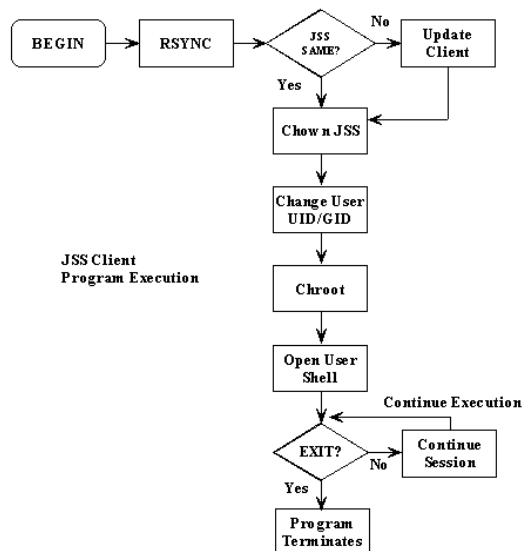 BEGIN
RSYNC
JSS
SAME?
No
Update
Client
Yes
Chown JSS
Change User
UID/GID
JSS Client
Program Execution
Chroot
Open User
Shell
Continue Execution
EXIT?
No
Continue
Session
Yes
Program
Terminates